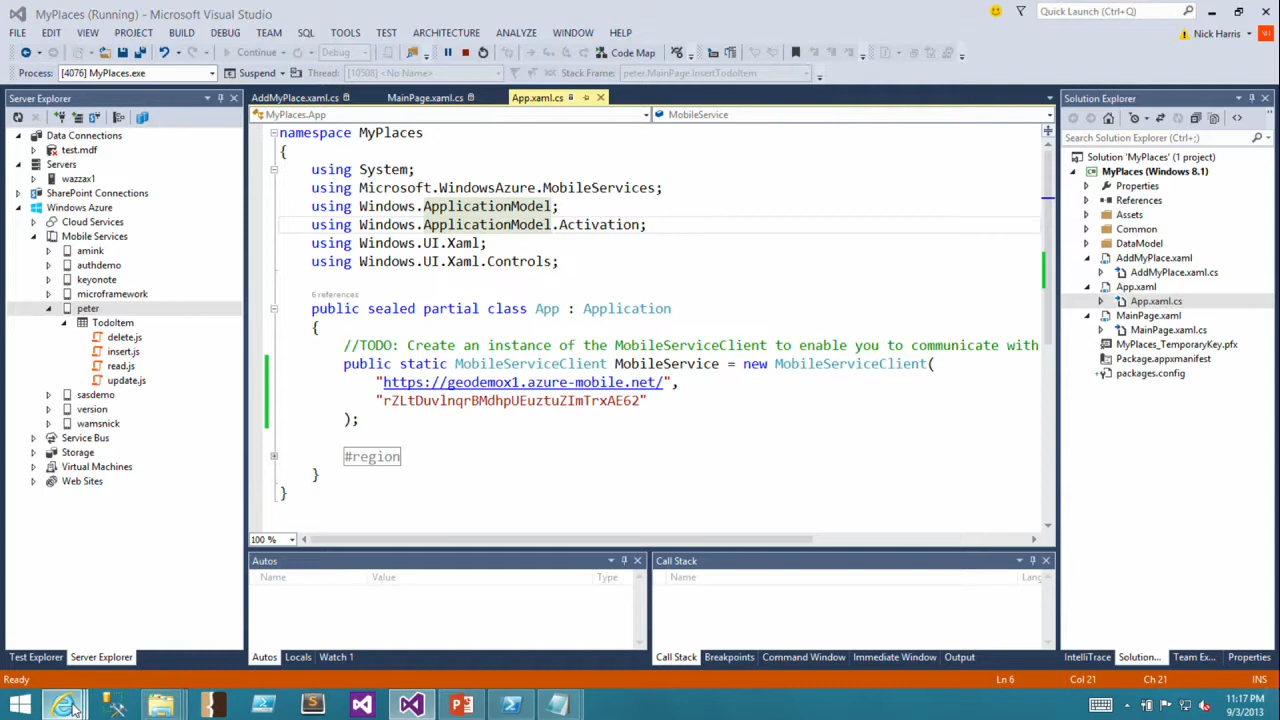 MyPlaces (Running) - Microsoft Visual Studio
Quick Launch (Ctrl+Q)
FILE EDIT VIEW PROJECT BUILD DEBUG TEAM SQL TOOLS TEST ARCHITECTURE ANALYZE WINDOW HELP
Nick Harris
Continue Debug Code Map
Process: [4076] MyPlaces.exe Suspend Thread: [10508] <No Name> Stack Frame: peter.MainPage.InsertTodoItem
Server Explorer
Data Connections
test.mdf
Servers
wazzax1
SharePoint Connections
Windows Azure
Cloud Services
Mobile Services
amink
authdemo
keyonote
microframework
peter
TodoItem
delete.js
insert.js
read.js
update.js
sasdemo
version
wamsnick
Service Bus
Storage
Virtual Machines
Web Sites
Test Explorer Server Explorer
AddMyPlace.xaml.cs MainPage.xaml.cs App.xaml.cs
MyPlaces.App MobileService
namespace MyPlaces
{
using System;
using Microsoft.WindowsAzure.MobileServices;
using Windows.ApplicationModel;
using Windows.ApplicationModel.Activation;
using Windows.UI.Xaml;
using Windows.UI.Xaml.Controls;
6 references
public sealed partial class App : Application
{
//TODO: Create an instance of the MobileServiceClient to enable you to communicate with
public static MobileServiceClient MobileService = new MobileServiceClient(
"https://geodemox1.azure-mobile.net/",
"rZLtDuvlnqrBMdhpUEuztuZImTrxAE62"
);
#region
}
}
100 %
Autos
Name Value Type
Autos Locals Watch 1
Call Stack
Name Lang
Call Stack Breakpoints Command Window Immediate Window Output
Solution Explorer
Search Solution Explorer (Ctrl+;)
Solution 'MyPlaces' (1 project)
MyPlaces (Windows 8.1)
Properties
References
Assets
Common
DataModel
AddMyPlace.xaml
AddMyPlace.xaml.cs
App.xaml
App.xaml.cs
MainPage.xaml
MainPage.xaml.cs
MyPlaces_TemporaryKey.pfx
Package.appxmanifest
packages.config
IntelliTrace Solution... Team Ex... Properties
Ready Ln 6 Col 21 Ch 21 INS
11:17 PM
9/3/2013